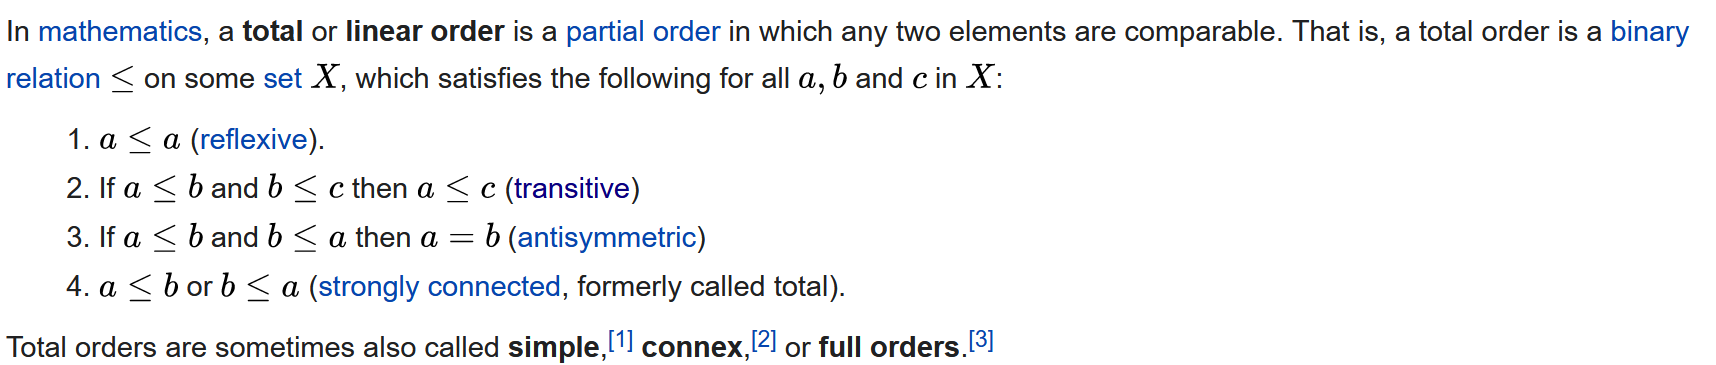 In mathematics, a total or linear order is a partial order in which any two elements are comparable. That is, a total order is a binary
relation ≤ on some set X, which satisfies the following for all a, b and c in X:
1. a ≤ a (reflexive).
2. If a ≤ b and b ≤ c then a ≤ c (transitive)
3. If a ≤ b and b ≤ a then a = b (antisymmetric)
4. a ≤ b or b ≤ a (strongly connected, formerly called total).
Total orders are sometimes also called simple,[1] connex,[2] or full orders.[3]